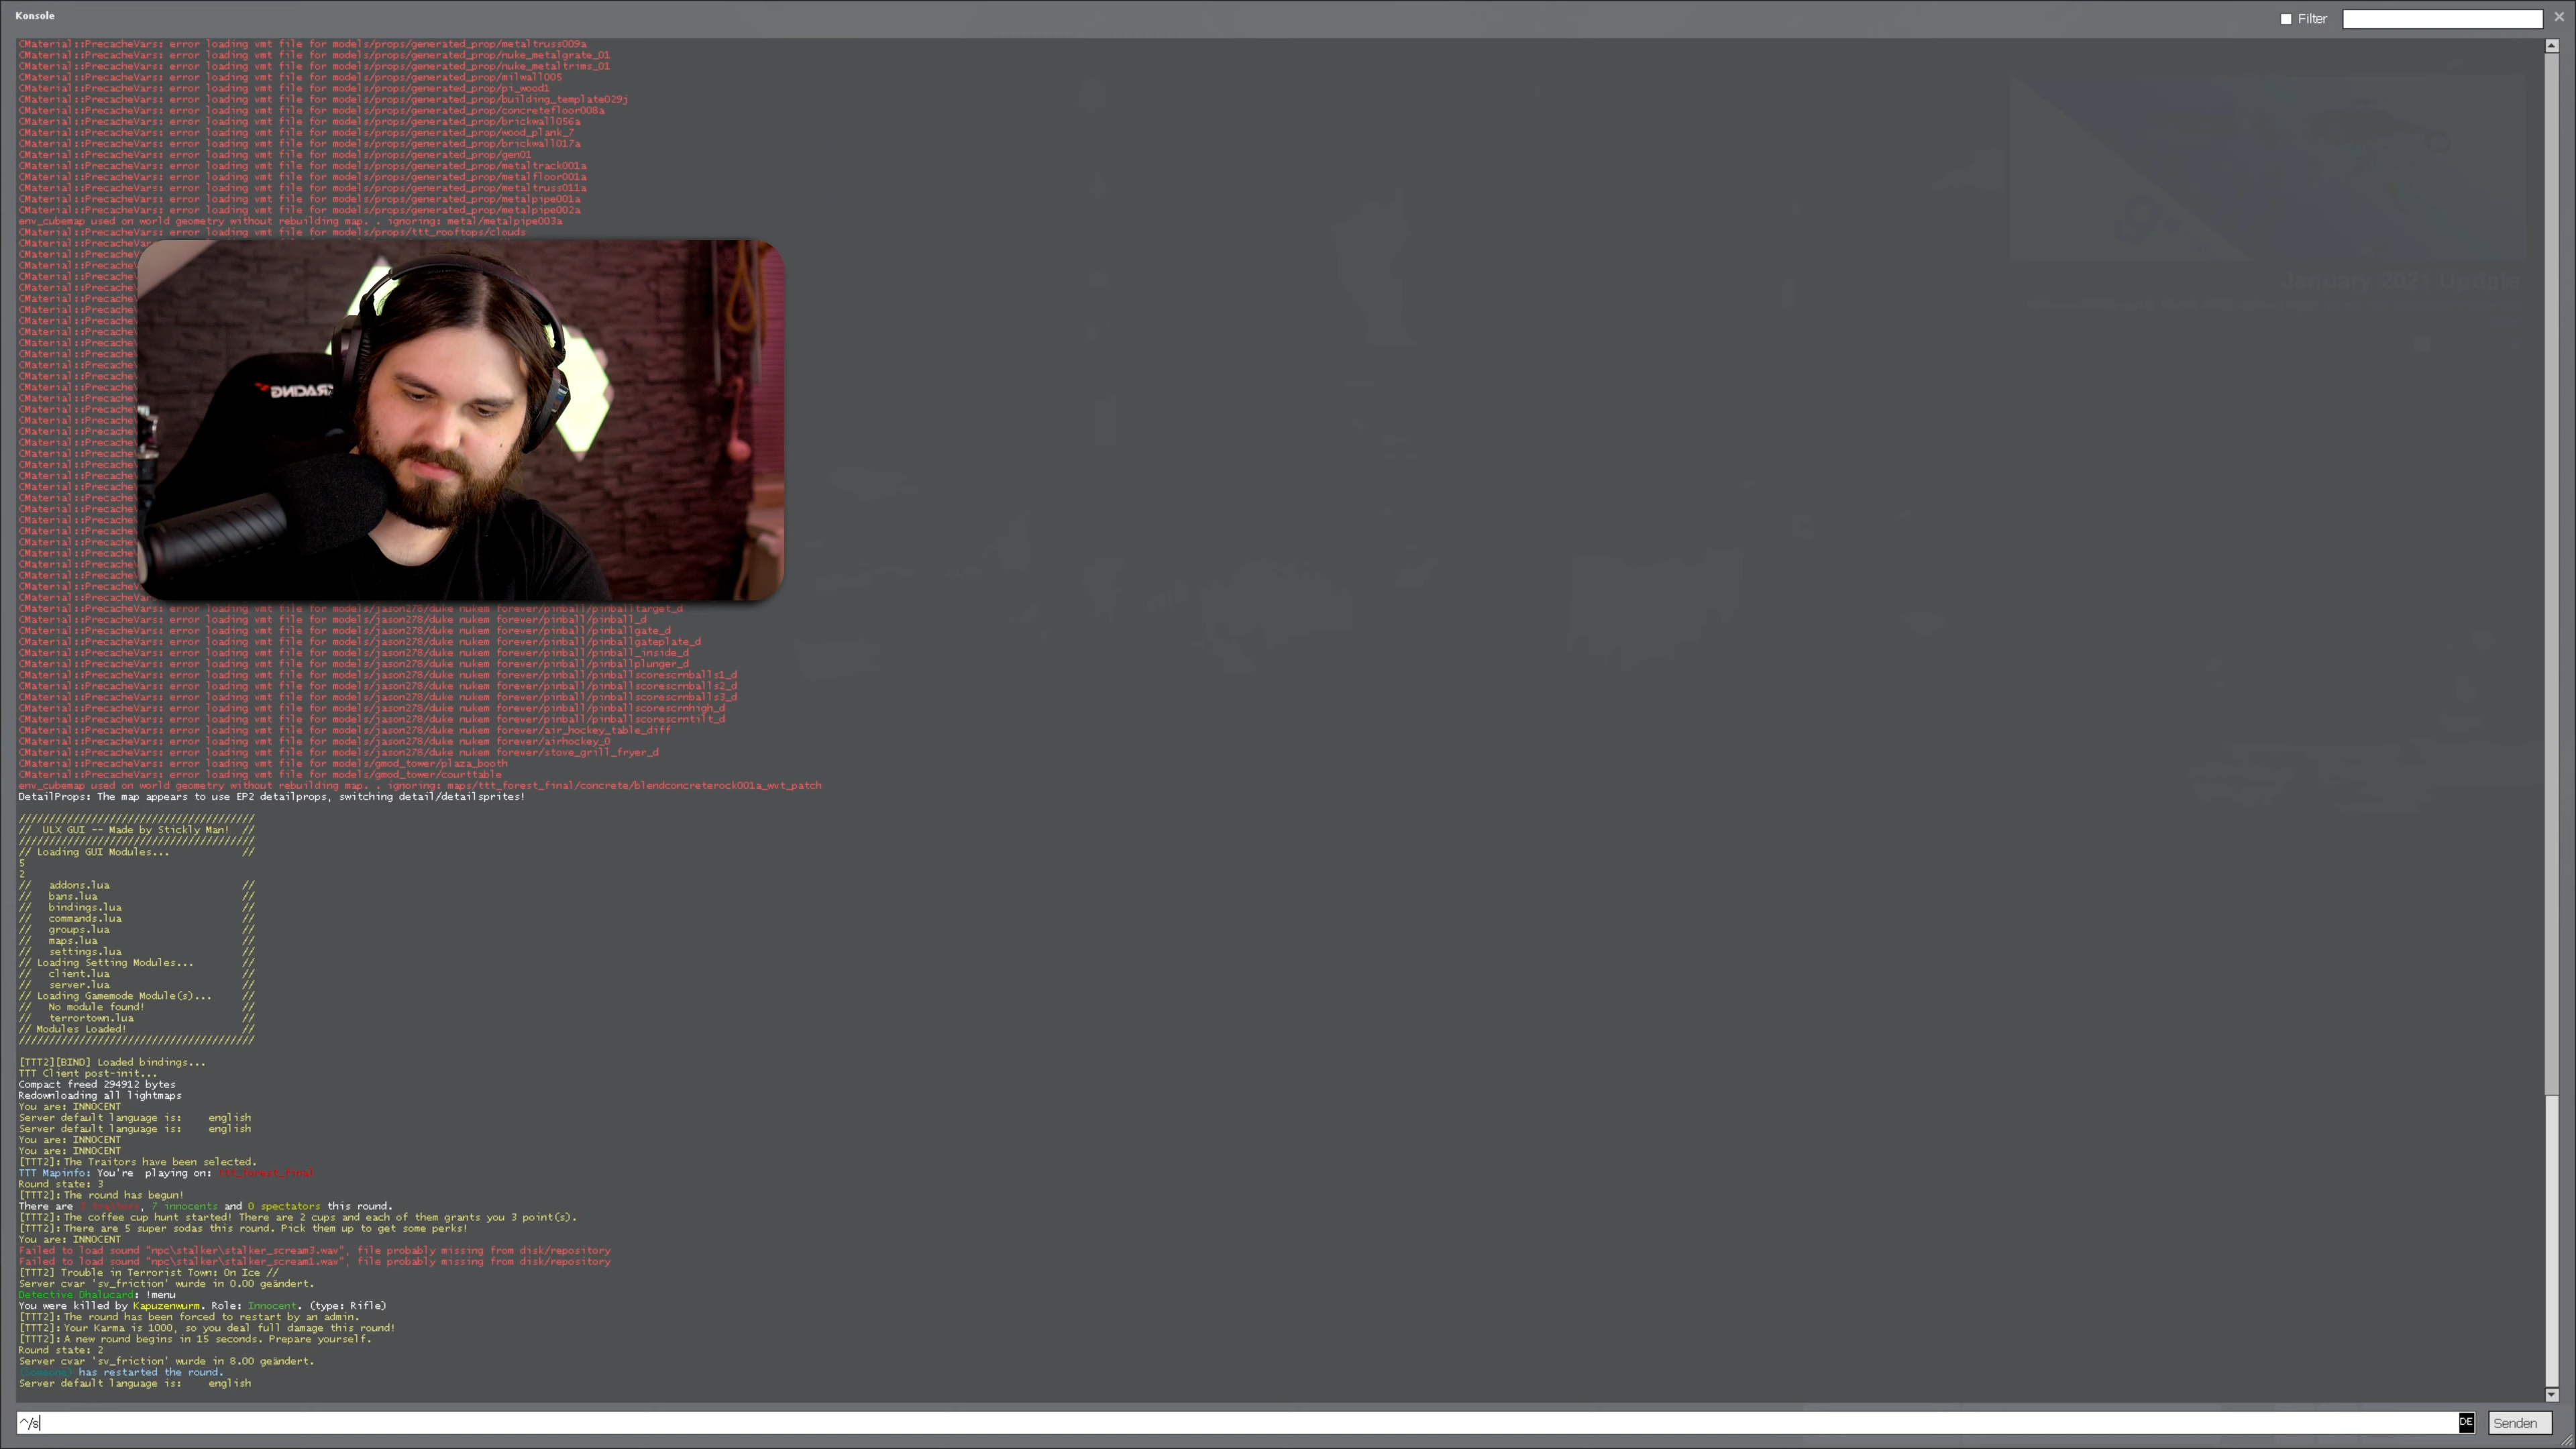 Konsole
Filter
CMaterial::PrecacheVars: error loading vmt file for models/props/generated_prop/metaltruss009a
CMaterial::PrecacheVars: error loading vmt file for models/props/generated_prop/nuke_metalgrate_01
CMaterial::PrecacheVars: error loading vmt file for models/props/generated_prop/nuke_metaltrims_01
CMaterial::PrecacheVars: error loading vmt file for models/props/generated_prop/milwall005
CMaterial::PrecacheVars: error loading vmt file for models/props/generated_prop/pi_wood1
CMaterial::PrecacheVars: error loading vmt file for models/props/generated_prop/building_template029j
CMaterial::PrecacheVars: error loading vmt file for models/props/generated_prop/concretefloor008a
CMaterial::PrecacheVars: error loading vmt file for models/props/generated_prop/brickwall056a
CMaterial::PrecacheVars: error loading vmt file for models/props/generated_prop/wood_plank_7
CMaterial::PrecacheVars: error loading vmt file for models/props/generated_prop/brickwall017a
CMaterial::PrecacheVars: error loading vmt file for models/props/generated_prop/gen01
CMaterial::PrecacheVars: error loading vmt file for models/props/generated_prop/metaltrack001a
CMaterial::PrecacheVars: error loading vmt file for models/props/generated_prop/metalfloor001a
CMaterial::PrecacheVars: error loading vmt file for models/props/generated_prop/metaltruss011a
CMaterial::PrecacheVars: error loading vmt file for models/props/generated_prop/metalpipe001a
CMaterial::PrecacheVars: error loading vmt file for models/props/generated_prop/metalpipe002a
env_cubemap used on world geometry without rebuilding map. . ignoring: metal/metalpipe003a
CMaterial::PrecacheVars: error loading vmt file for models/props/ttt_rooftops/clouds
January 2021 Update
RACING
CMaterial::PrecacheVars: error loading vmt file for models/jason278/duke nukem forever/pinball/pinballtarget_d
CMaterial::PrecacheVars: error loading vmt file for models/jason278/duke nukem forever/pinball/pinball_d
CMaterial::PrecacheVars: error loading vmt file for models/jason278/duke nukem forever/pinball/pinballgate_d
CMaterial::PrecacheVars: error loading vmt file for models/jason278/duke nukem forever/pinball/pinballgateplate_d
CMaterial::PrecacheVars: error loading vmt file for models/jason278/duke nukem forever/pinball/pinball_inside_d
CMaterial::PrecacheVars: error loading vmt file for models/jason278/duke nukem forever/pinball/pinballplunger_d
CMaterial::PrecacheVars: error loading vmt file for models/jason278/duke nukem forever/pinball/pinballscorescrnballs1_d
CMaterial::PrecacheVars: error loading vmt file for models/jason278/duke nukem forever/pinball/pinballscorescrnballs2_d
CMaterial::PrecacheVars: error loading vmt file for models/jason278/duke nukem forever/pinball/pinballscorescrnballs3_d
CMaterial::PrecacheVars: error loading vmt file for models/jason278/duke nukem forever/pinball/pinballscorescrnhigh_d
CMaterial::PrecacheVars: error loading vmt file for models/jason278/duke nukem forever/pinball/pinballscorescrntilt_d
CMaterial::PrecacheVars: error loading vmt file for models/jason278/duke nukem forever/air_hockey_table_diff
CMaterial::PrecacheVars: error loading vmt file for models/jason278/duke nukem forever/airhockey_0
CMaterial::PrecacheVars: error loading vmt file for models/jason278/duke nukem forever/stove_grill_fryer_d
CMaterial::PrecacheVars: error loading vmt file for models/gmod_tower/plaza_booth
CMaterial::PrecacheVars: error loading vmt file for models/gmod_tower/courttable
env_cubemap used on world geometry without rebuilding map. . ignoring: maps/ttt_forest_final/concrete/blendconcreterock001a_wvt_patch
DetailProps: The map appears to use EP2 detailprops, switching detail/detailsprites!
///////////////////////////////////////
//  ULX GUI -- Made by Stickly Man!  //
///////////////////////////////////////
// Loading GUI Modules...            //
5
2
//   addons.lua                      //
//   bans.lua                        //
//   bindings.lua                    //
//   commands.lua                    //
//   groups.lua                      //
//   maps.lua                        //
//   settings.lua                    //
// Loading Setting Modules...        //
//   client.lua                      //
//   server.lua                      //
// Loading Gamemode Module(s)...     //
//   No module found!                //
//   terrortown.lua                  //
// Modules Loaded!                   //
///////////////////////////////////////
[TTT2][BIND] Loaded bindings...
TTT Client post-init...
Compact freed 294912 bytes
Redownloading all lightmaps
You are: INNOCENT
Server default language is:    english
Server default language is:    english
You are: INNOCENT
You are: INNOCENT
[TTT2]: The Traitors have been selected.
TTT Mapinfo: You're  playing on: ttt_forest_final
Round state: 3
[TTT2]: The round has begun!
There are traitors, 7 innocents and 0 spectators this round.
[TTT2]: The coffee cup hunt started! There are 2 cups and each of them grants you 3 point(s).
[TTT2]: There are 5 super sodas this round. Pick them up to get some perks!
You are: INNOCENT
Failed to load sound "npc\stalker\stalker_scream3.wav", file probably missing from disk/repository
Failed to load sound "npc\stalker\stalker_scream1.wav", file probably missing from disk/repository
[TTT2] Trouble in Terrorist Town: On Ice //
Server cvar 'sv_friction' wurde in 0.00 geändert.
Detective Dhalucard: !menu
You were killed by Kapuzenwurm. Role: Innocent. (type: Rifle)
[TTT2]: The round has been forced to restart by an admin.
[TTT2]: Your Karma is 1000, so you deal full damage this round!
[TTT2]: A new round begins in 15 seconds. Prepare yourself.
Round state: 2
Server cvar 'sv_friction' wurde in 8.00 geändert.
has restarted the round.
Server default language is:    english
^/s
DE
Senden